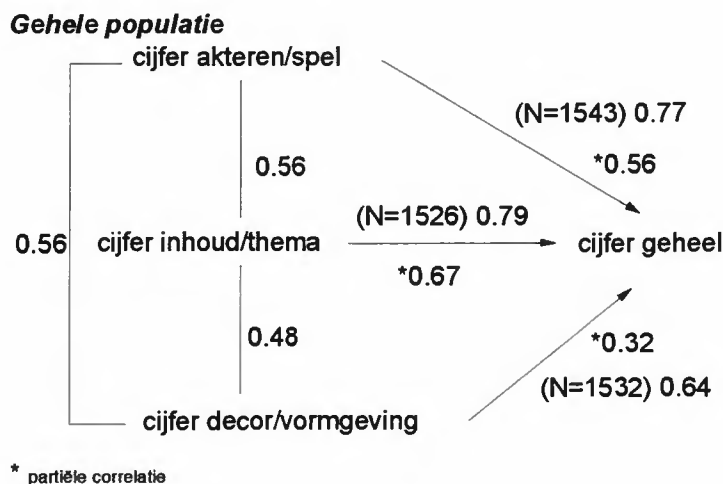 Gehele populatie
cijfer akteren/spel
(N=1543) 0.77
*0.56
0.56
(N=1526) 0.79
0.56 cijfer inhoud/thema cijfer geheel
*0.67
0.48
*0.32
(N=1532) 0.64
cijfer decor/vormgeving
* partiële correlatie